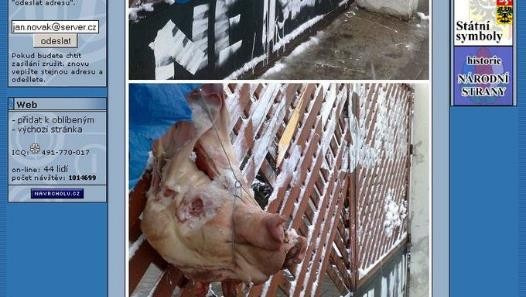 "odeslat adresu".
jan.novak@server.cz
odeslat
Pokud budete chtít
zasílání zrušit, znovu
vepište stejnou adresu a
odešlete.
Web
- přidat k oblíbeným
- výchozí stránka
ICQ: 491-770-017
on-line: 44 lidí
počet návštěv: 1014699
NAVRCHOLU.CZ
NE
Státní
symboly
historie
NÁRODNÍ
STRANY